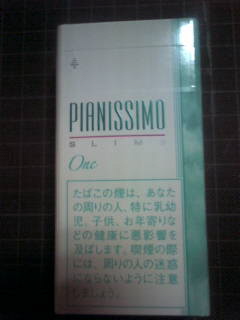 PIANISSIMO
SLIMS
One
たばこの煙は、あなた
の周りの人、特に乳幼
児、子供、お年寄りな
どの健康に悪影響を
及ぼします。喫煙の際
には、周りの人の迷惑
にならないように注意
しましょう。